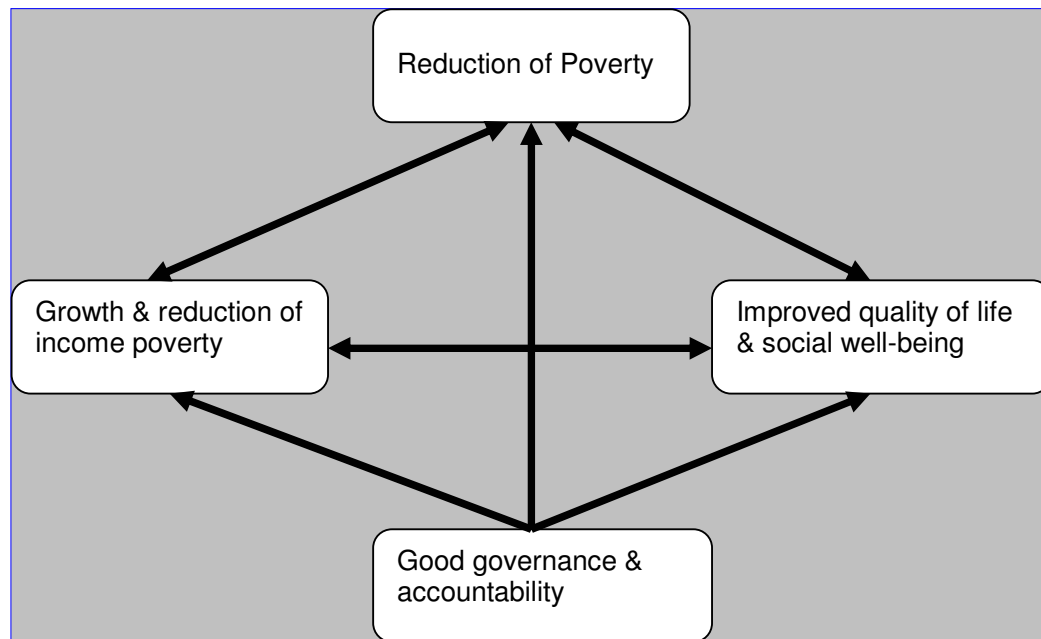 Reduction of Poverty
Growth & reduction of
income poverty
Improved quality of life
& social well-being
Good governance &
accountability